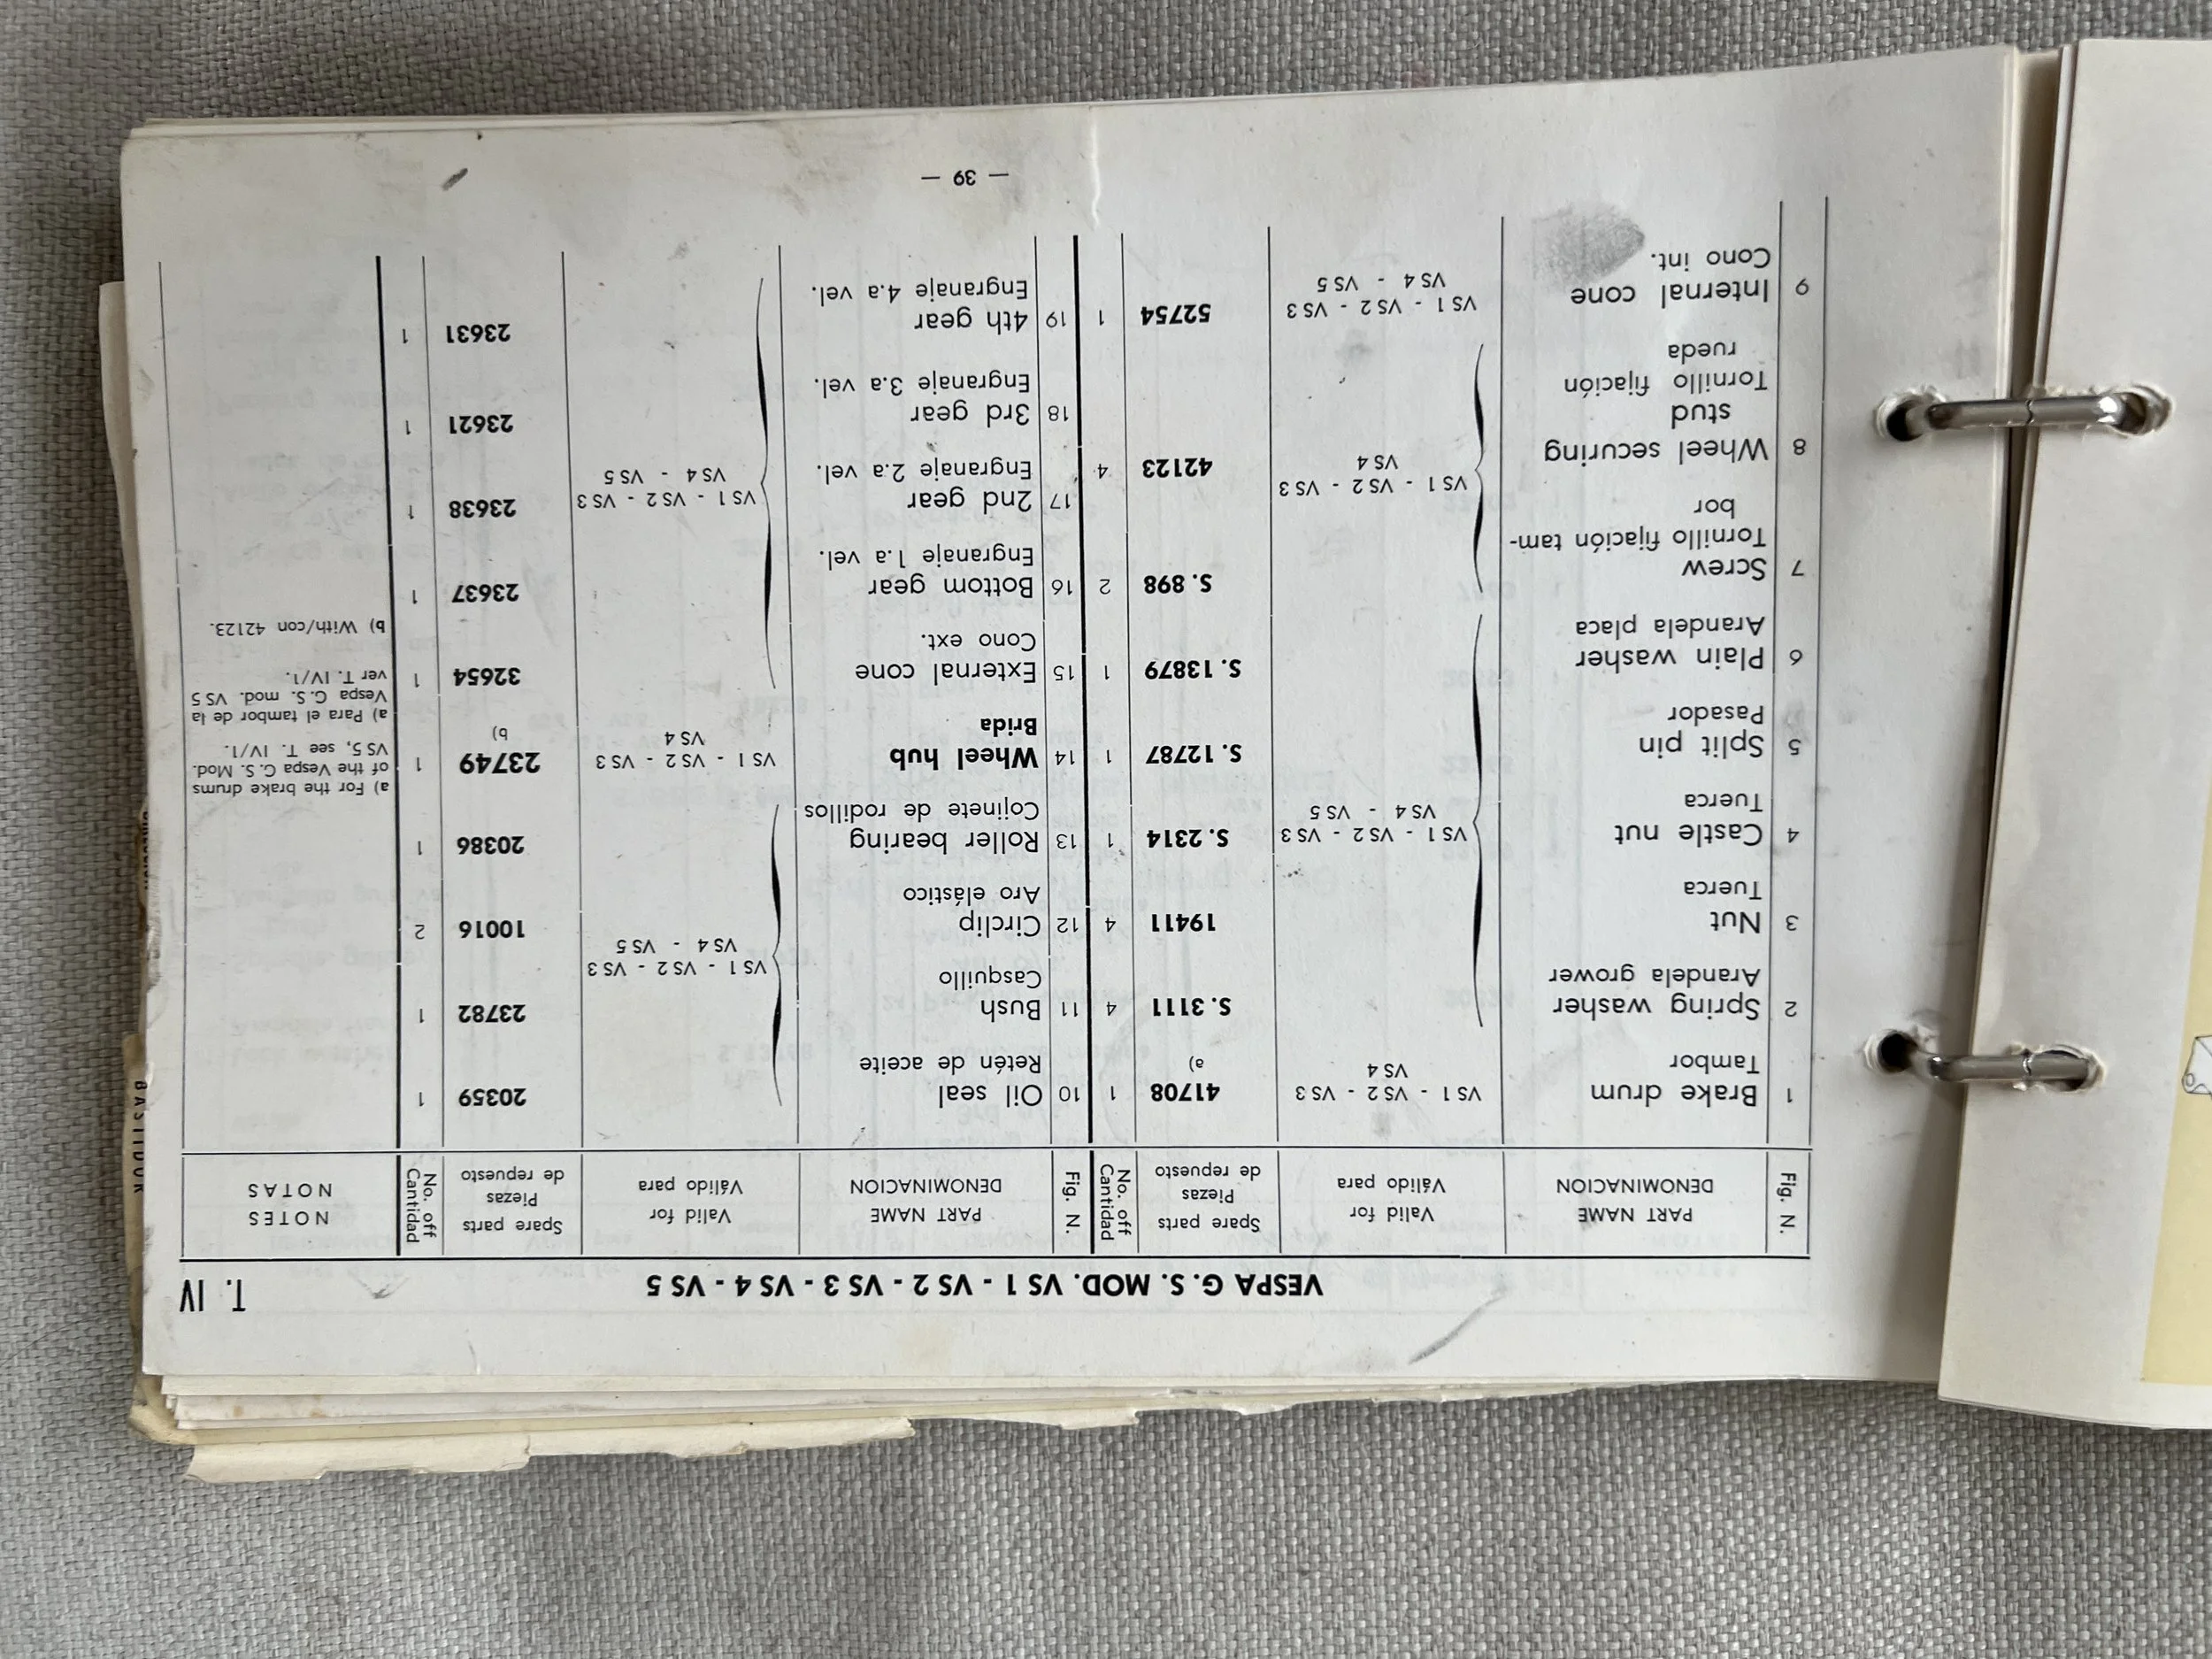 VESPA G. S. MOD. VS 1 - VS 2 - VS 3 - VS 4 - VS 5
T. IV
Fig. N.
PART NAME
DENOMINACION
Valid for
Válido para
Spare parts
Piezas
de repuesto
No. off
Cantidad
Fig. N.
PART NAME
DENOMINACION
Valid for
Válido para
Spare parts
Piezas
de repuesto
No. off
Cantidad
NOTES
NOTAS
1 Brake drum
Tambor
VS 1 - VS 2 - VS 3
VS 4
41708 1
a)
2 Spring washer
Arandela grower
S. 3111 4
3 Nut
Tuerca
19411 4
4 Castle nut
Tuerca
VS 1 - VS 2 - VS 3
VS 4 - VS 5
S. 2314 1
5 Split pin
Pasador
S. 12787 1
6 Plain washer
Arandela placa
S. 13879 1
7 Screw
Tornillo fijación tam-
bor
S. 898 2
8 Wheel securing
stud
Tornillo fijación
rueda
VS 1 - VS 2 - VS 3
VS 4
42123 4
9 Internal cone
Cono int.
VS 1 - VS 2 - VS 3
VS 4 - VS 5
52754 1
10 Oil seal
Retén de aceite
20359 1
11 Bush
Casquillo
23782 1
VS 1 - VS 2 - VS 3
VS 4 - VS 5
12 Circlip
Aro elástico
10016 2
13 Roller bearing
Cojinete de rodillos
20386 1
14 Wheel hub
Brida
VS 1 - VS 2 - VS 3
VS 4
23749 1
b)
15 External cone
Cono ext.
32654 1
16 Bottom gear
Engranaje 1.a vel.
23637 1
17 2nd gear
Engranaje 2.a vel.
VS 1 - VS 2 - VS 3
VS 4 - VS 5
23638 1
18 3rd gear
Engranaje 3.a vel.
23621 1
19 4th gear
Engranaje 4.a vel.
23631 1
a) For the brake drums
of the Vespa G. S. Mod.
VS 5, see T. IV/1.
a) Para el tambor de la
Vespa G. S. mod. VS 5
ver T. IV/1.
b) With/con 42123.
— 39 —